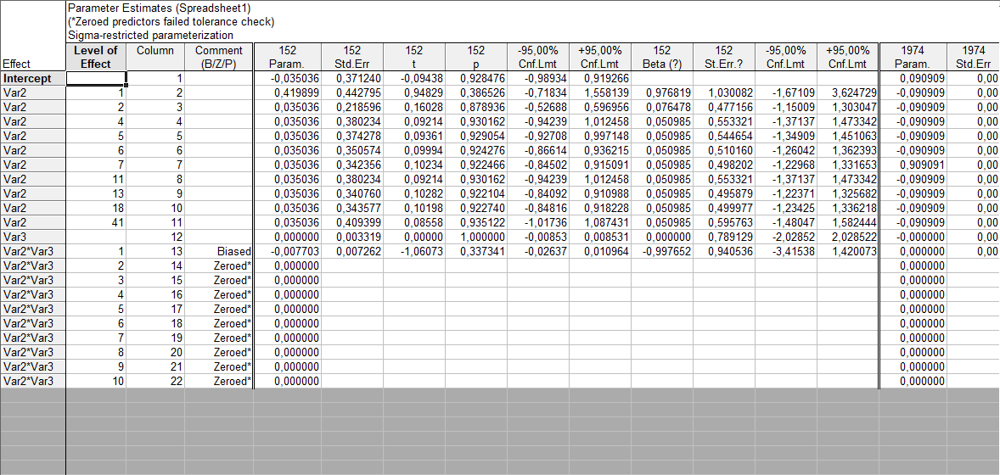 Parameter Estimates (Spreadsheet1)
(*Zeroed predictors failed tolerance check)
Sigma-restricted parameterization
Effect Level of Effect Column Comment (B/Z/P) 152 Param. 152 Std.Err 152 t 152 p -95,00% Cnf.Lmt +95,00% Cnf.Lmt 152 Beta (?) 152 St.Err.? -95,00% Cnf.Lmt +95,00% Cnf.Lmt 1974 Param. 1974 Std.Err
Intercept 1 -0,035036 0,371240 -0,09438 0,928476 -0,98934 0,919266 0,090909 0,00
Var2 1 2 0,419899 0,442795 0,94829 0,386526 -0,71834 1,558139 0,976819 1,030082 -1,67109 3,624729 -0,090909 0,00
Var2 2 3 0,035036 0,218596 0,16028 0,878936 -0,52688 0,596956 0,076478 0,477156 -1,15009 1,303047 -0,090909 0,00
Var2 4 4 0,035036 0,380234 0,09214 0,930162 -0,94239 1,012458 0,050985 0,553321 -1,37137 1,473342 -0,090909 0,00
Var2 5 5 0,035036 0,374278 0,09361 0,929054 -0,92708 0,997148 0,050985 0,544654 -1,34909 1,451063 -0,090909 0,00
Var2 6 6 0,035036 0,350574 0,09994 0,924276 -0,86614 0,936215 0,050985 0,510160 -1,26042 1,362393 -0,090909 0,00
Var2 7 7 0,035036 0,342356 0,10234 0,922466 -0,84502 0,915091 0,050985 0,498202 -1,22968 1,331653 0,909091 0,00
Var2 11 8 0,035036 0,380234 0,09214 0,930162 -0,94239 1,012458 0,050985 0,553321 -1,37137 1,473342 -0,090909 0,00
Var2 13 9 0,035036 0,340760 0,10282 0,922104 -0,84092 0,910988 0,050985 0,495879 -1,22371 1,325682 -0,090909 0,00
Var2 18 10 0,035036 0,343577 0,10198 0,922740 -0,84816 0,918228 0,050985 0,499977 -1,23425 1,336218 -0,090909 0,00
Var2 41 11 0,035036 0,409399 0,08558 0,935122 -1,01736 1,087431 0,050985 0,595763 -1,48047 1,582444 -0,090909 0,00
Var3 12 0,000000 0,003319 0,00000 1,000000 -0,00853 0,008531 0,000000 0,789129 -2,02852 2,028522 -0,000000 0,00
Var2*Var3 1 13 Biased -0,007703 0,007262 -1,06073 0,337341 -0,02637 0,010964 -0,997652 0,940536 -3,41538 1,420073 0,000000 0,00
Var2*Var3 2 14 Zeroed* 0,000000 0,000000
Var2*Var3 3 15 Zeroed* 0,000000 0,000000
Var2*Var3 4 16 Zeroed* 0,000000 0,000000
Var2*Var3 5 17 Zeroed* 0,000000 0,000000
Var2*Var3 6 18 Zeroed* 0,000000 0,000000
Var2*Var3 7 19 Zeroed* 0,000000 0,000000
Var2*Var3 8 20 Zeroed* 0,000000 0,000000
Var2*Var3 9 21 Zeroed* 0,000000 0,000000
Var2*Var3 10 22 Zeroed* 0,000000 0,000000